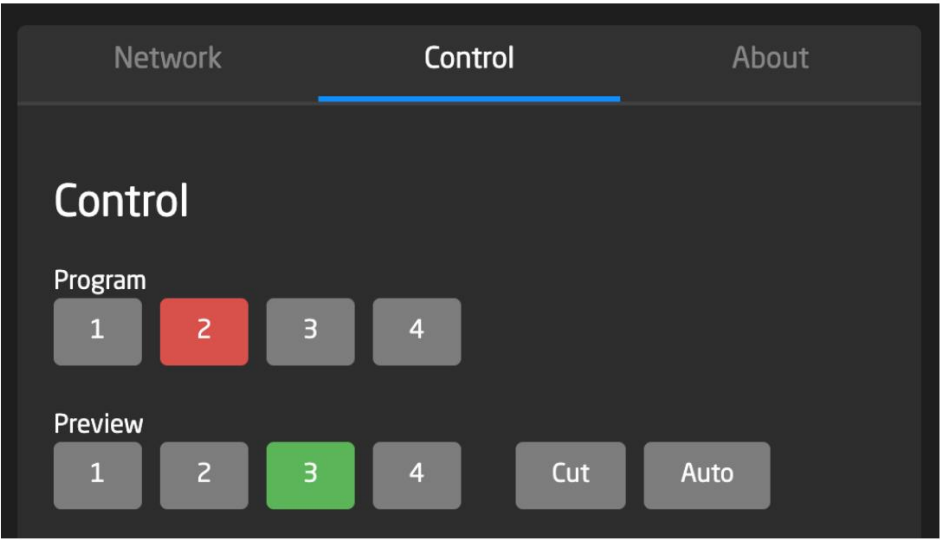 Network Control About
Control
Program
1 2 3 4
Preview
1 2 3 4 Cut Auto